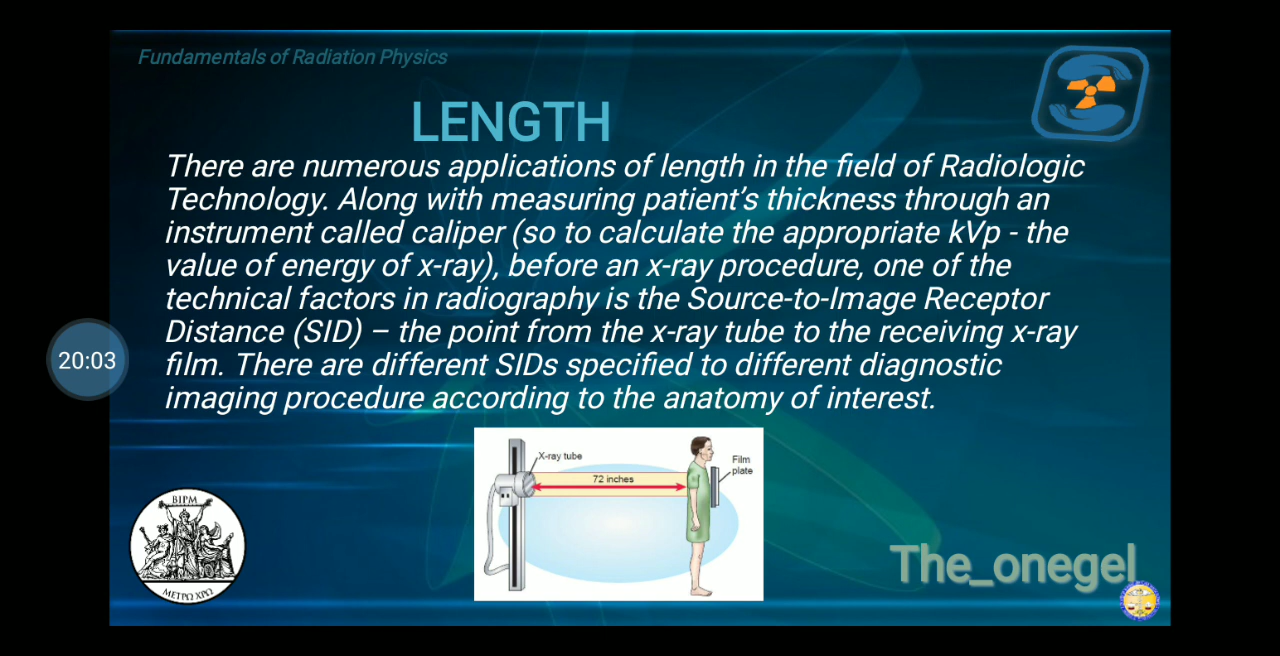 Fundamentals of Radiation Physics
LENGTH
There are numerous applications of length in the field of Radiologic
Technology. Along with measuring patient’s thickness through an
instrument called caliper (so to calculate the appropriate kVp - the
value of energy of x-ray), before an x-ray procedure, one of the
technical factors in radiography is the Source-to-Image Receptor
Distance (SID) – the point from the x-ray tube to the receiving x-ray
film. There are different SIDs specified to different diagnostic
imaging procedure according to the anatomy of interest.
20:03
X-ray tube
72 inches
Film
plate
BIPM
ΜΕΤΡΩ ΧΡΩ
The_onegel